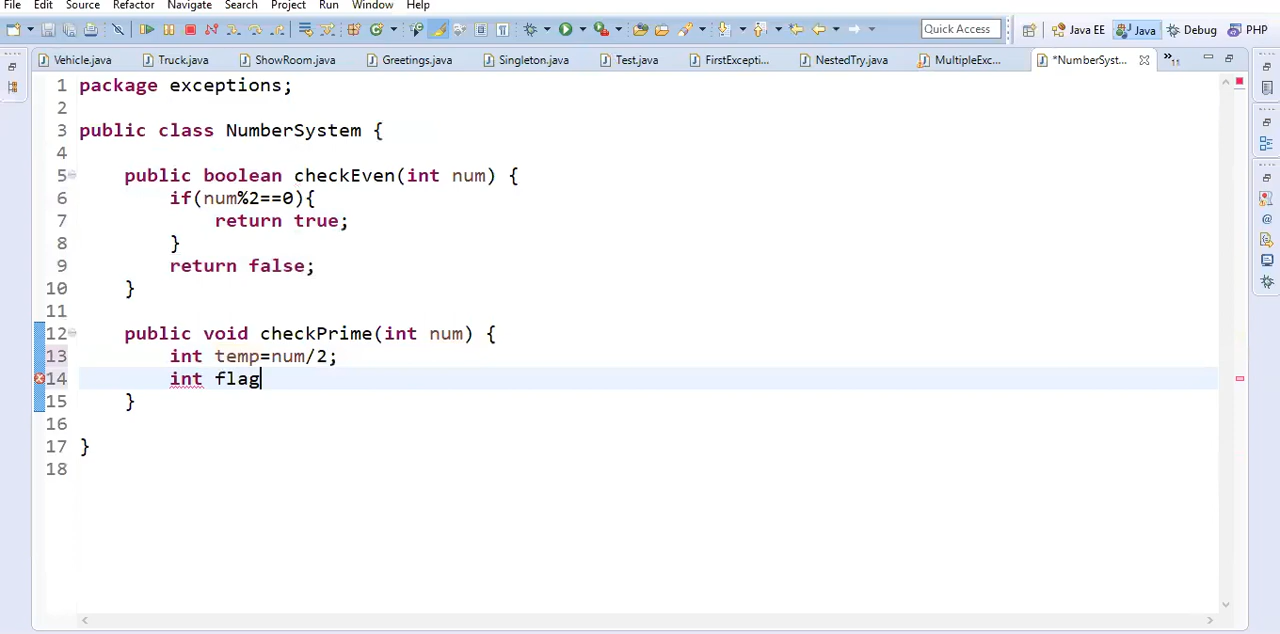 File Edit Source Refactor Navigate Search Project Run Window Help
Quick Access Java EE Java Debug PHP
Vehicle.java Truck.java ShowRoom.java Greetings.java Singleton.java Test.java FirstExcepti... NestedTry.java MultipleExc... *NumberSyst... 11
1 package exceptions;
2
3 public class NumberSystem {
4
5 public boolean checkEven(int num) {
6 if(num%2==0){
7 return true;
8 }
9 return false;
10 }
11
12 public void checkPrime(int num) {
13 int temp=num/2;
14 int flag
15 }
16
17 }
18